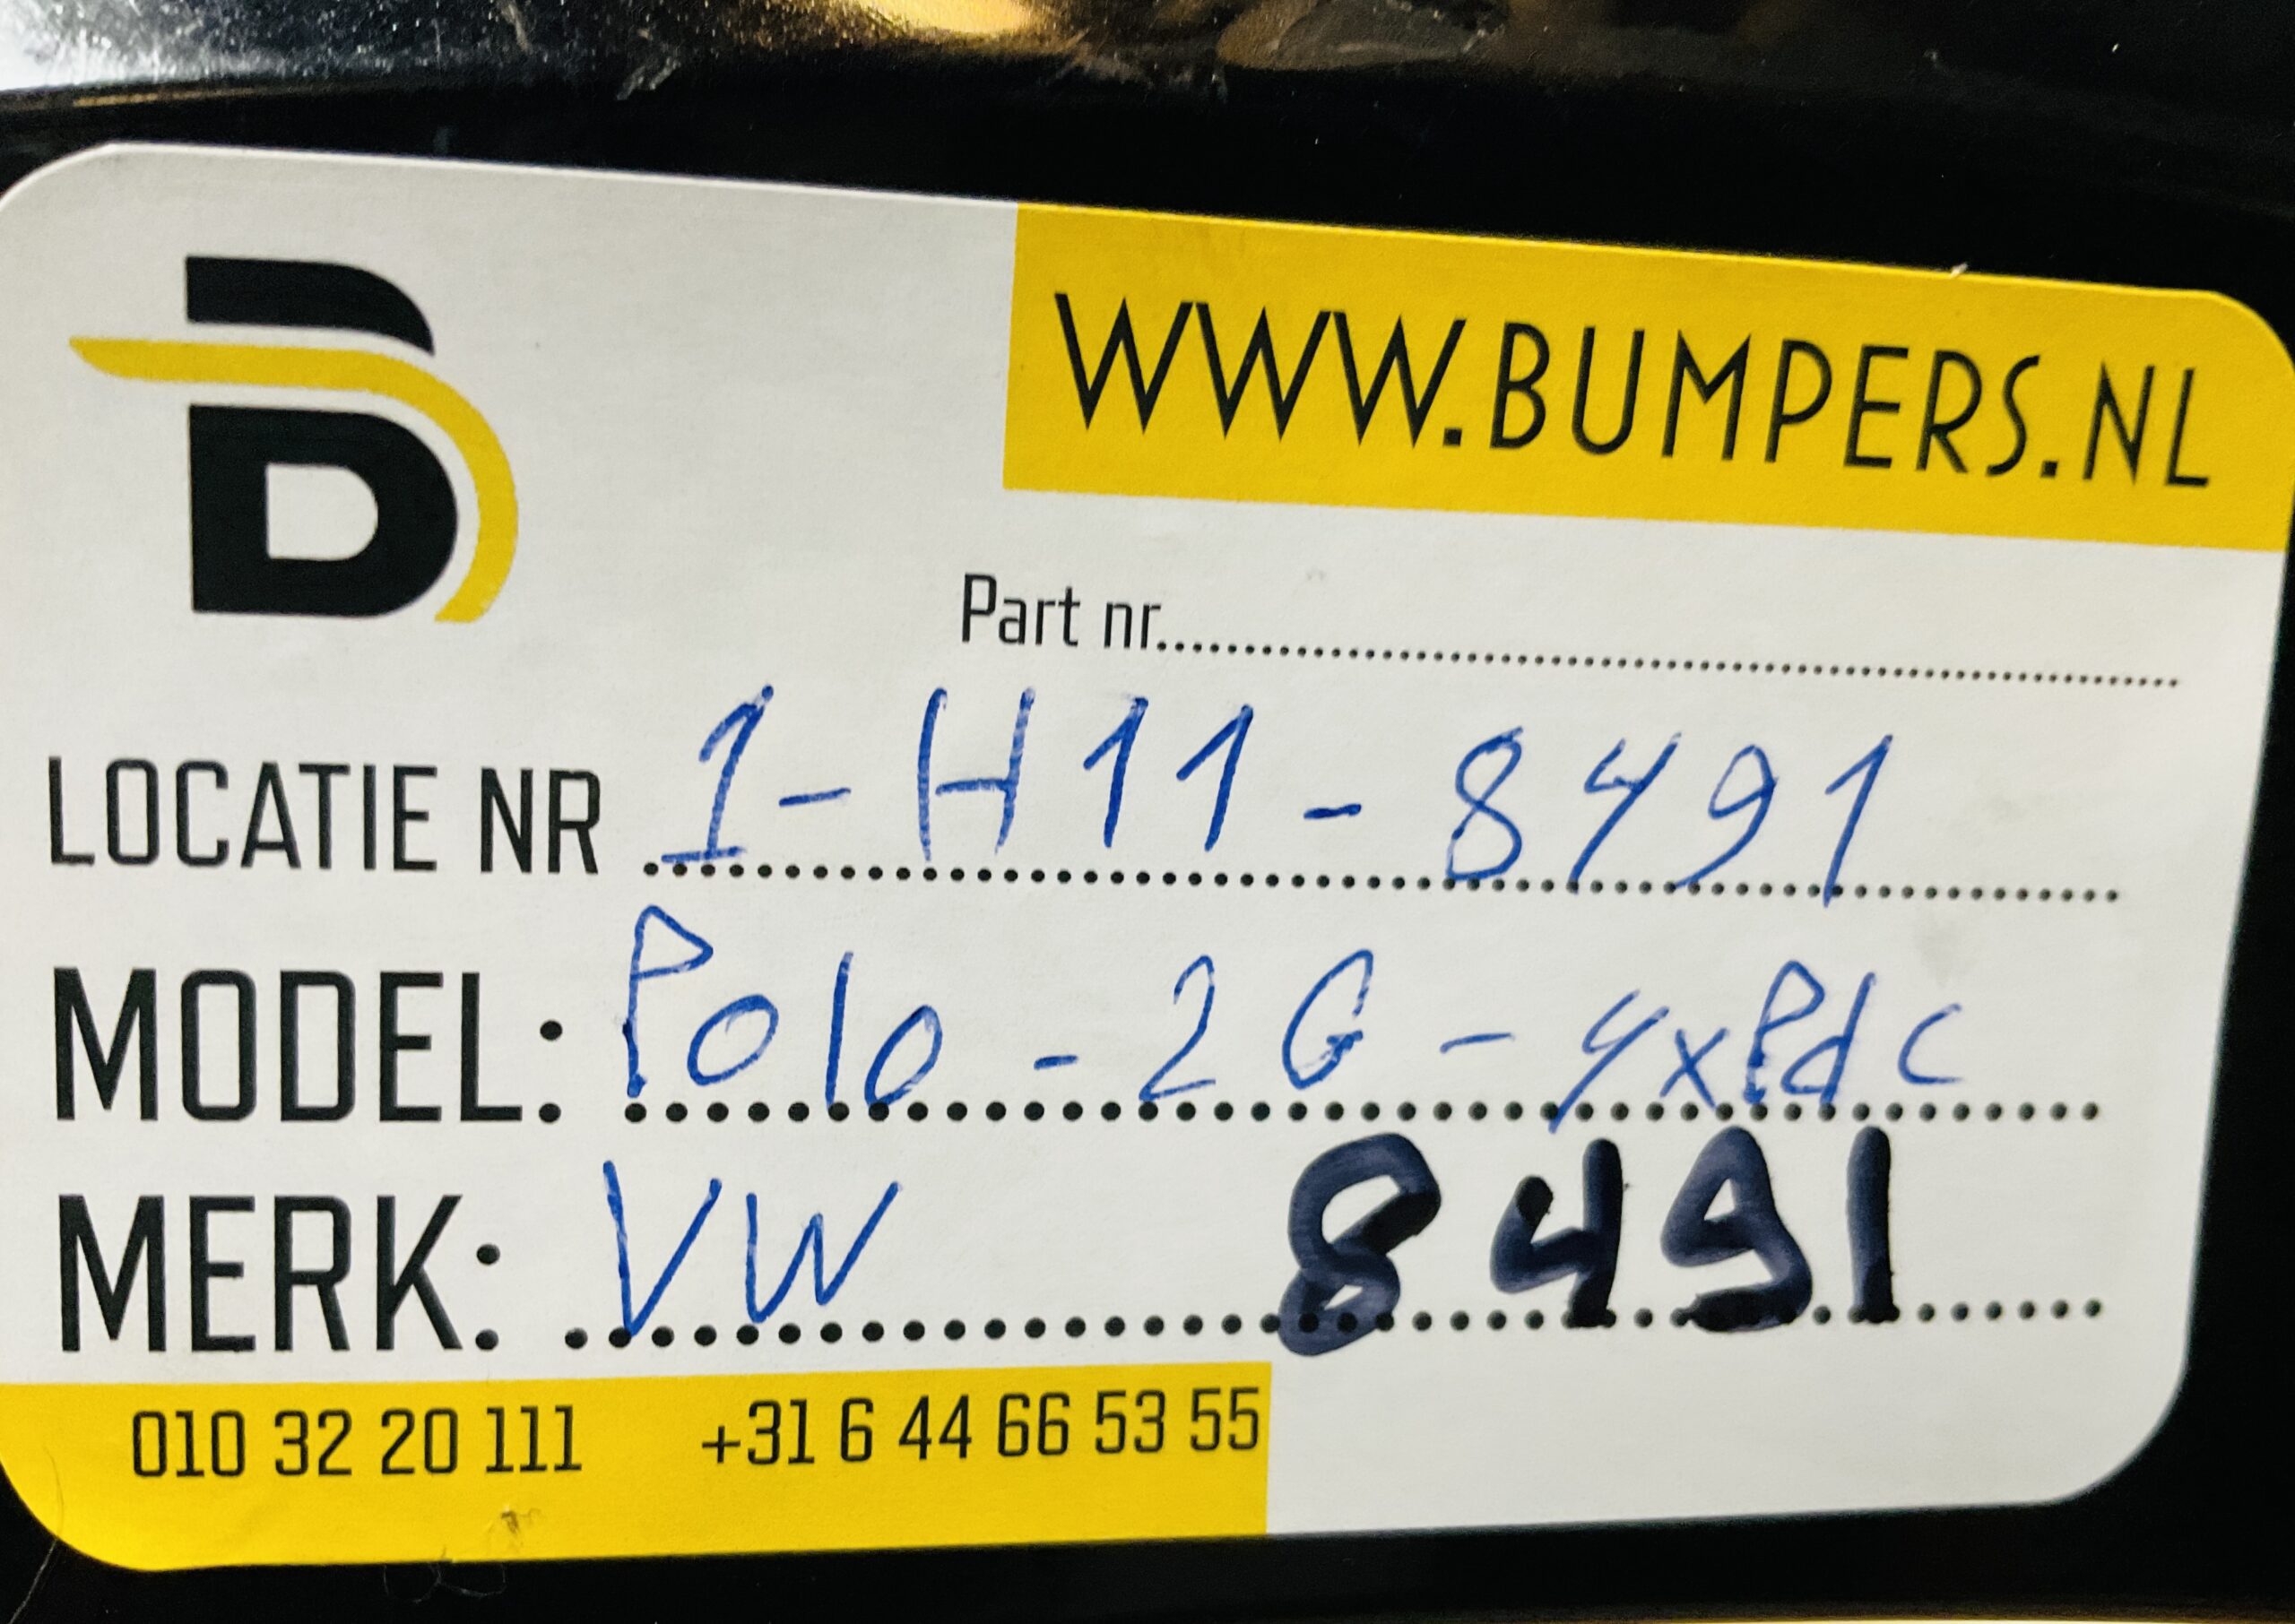 B
WWW.BUMPERS.NL
Part nr..........
LOCATIE NR 1-H11-8491
MODEL: Polo - 2G - 4xPdc
MERK: VW 8491
010 32 20 111 +31 6 44 66 53 55